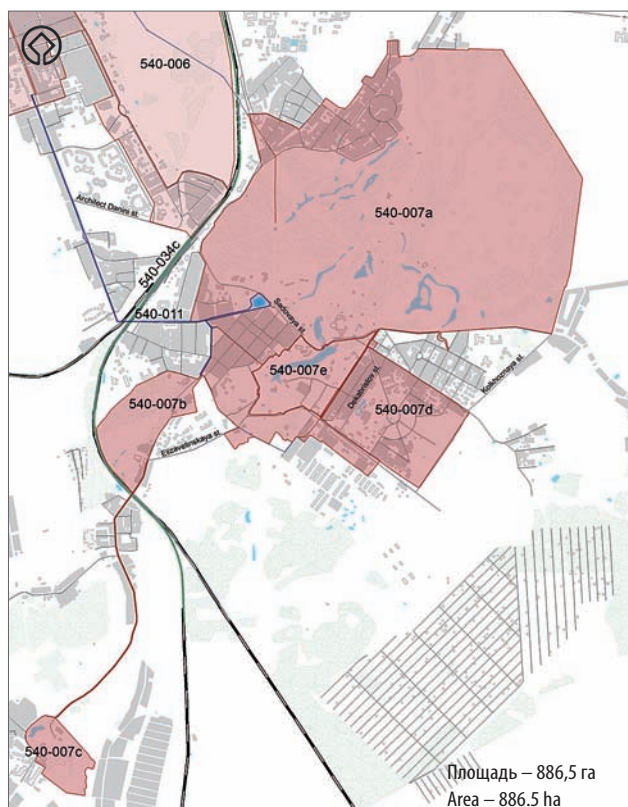 540-006
540-007a
Architect Danini st.
540-034c
540-011
Sadovaya st.
540-007e
Dekabristov st.
Kolkhoznaya st.
540-007b
540-007d
Elizavetinskaya st.
540-007c
Площадь – 886,5 га
Area – 886.5 ha